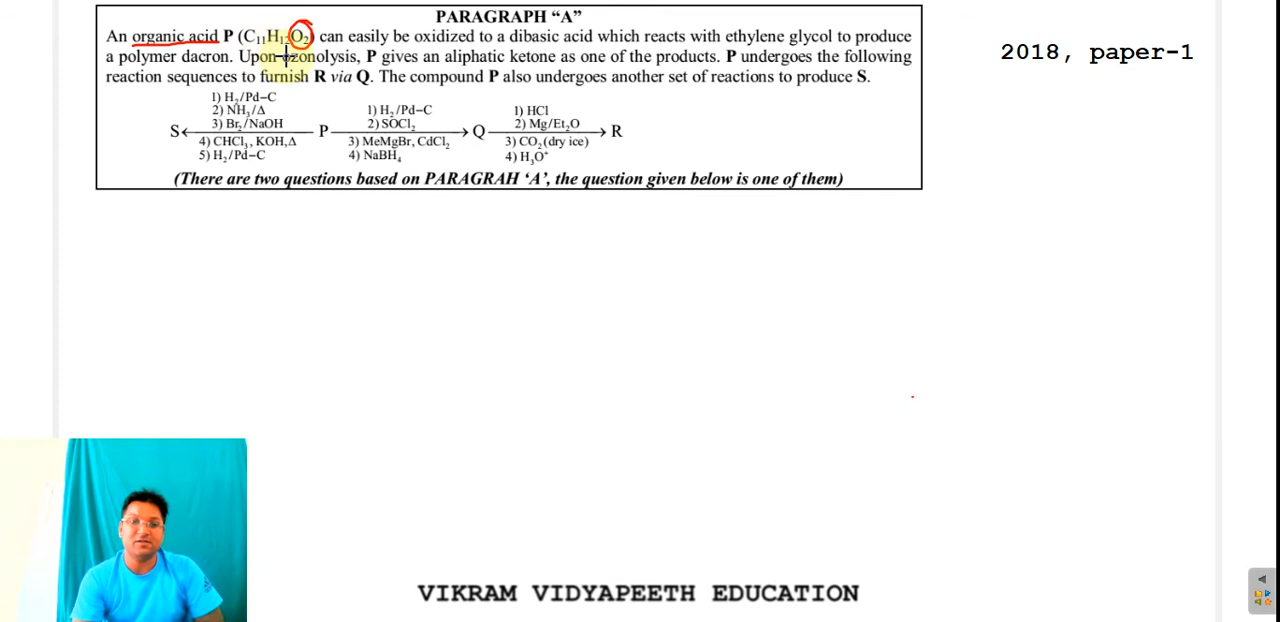 PARAGRAPH “A”
An organic acid P (C₁₁H₁₂O₂) can easily be oxidized to a dibasic acid which reacts with ethylene glycol to produce
a polymer dacron. Upon ozonolysis, P gives an aliphatic ketone as one of the products. P undergoes the following
reaction sequences to furnish R via Q. The compound P also undergoes another set of reactions to produce S.
2018, paper-1
1) H₂/Pd–C
2) NH₃/Δ
3) Br₂/NaOH
4) CHCl₃, KOH,Δ
5) H₂/Pd–C
S
P
1) H₂/Pd–C
2) SOCl₂
3) MeMgBr, CdCl₂
4) NaBH₄
Q
1) HCl
2) Mg/Et₂O
3) CO₂(dry ice)
4) H₃O⁺
R
(There are two questions based on PARAGRAH ‘A’, the question given below is one of them)
VIKRAM VIDYAPEETH EDUCATION